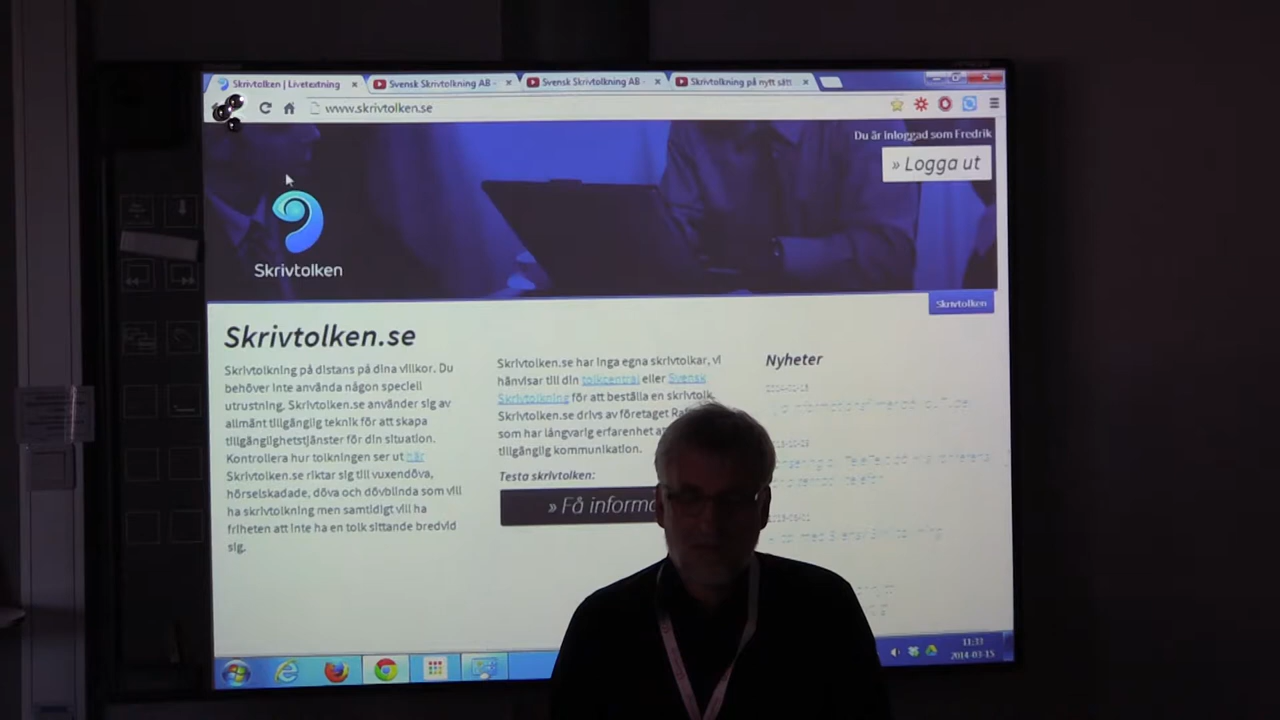 Skrivtolken | Livetextning
Svensk Skrivtolkning AB -
Svensk Skrivtolkning AB -
Skrivtolkning på nytt sätt
www.skrivtolken.se
Du är inloggad som Fredrik
» Logga ut
Skrivtolken
Skrivtolken
Skrivtolken.se
Skrivtolkning på distans på dina villkor. Du
behöver inte använda någon speciell
utrustning. Skrivtolken.se använder sig av
allmänt tillgänglig teknik för att skapa
tillgänglighetstjänster för din situation.
Kontrollera hur tolkningen ser ut här
Skrivtolken.se riktar sig till vuxendöva,
hörselskadade, döva och dövblinda som vill
ha skrivtolkning men samtidigt vill ha
friheten att inte ha en tolk sittande bredvid
sig.
Skrivtolken.se har inga egna skrivtolkar, vi
hänvisar till din tolkcentral eller Svensk
Skrivtolkning för att beställa en skrivtolk.
Skrivtolken.se drivs av företaget
som har långvarig erfarenhet
tillgänglig kommunikation.
Testa skrivtolken:
» Få informa
Nyheter
11:33
2014-03-15